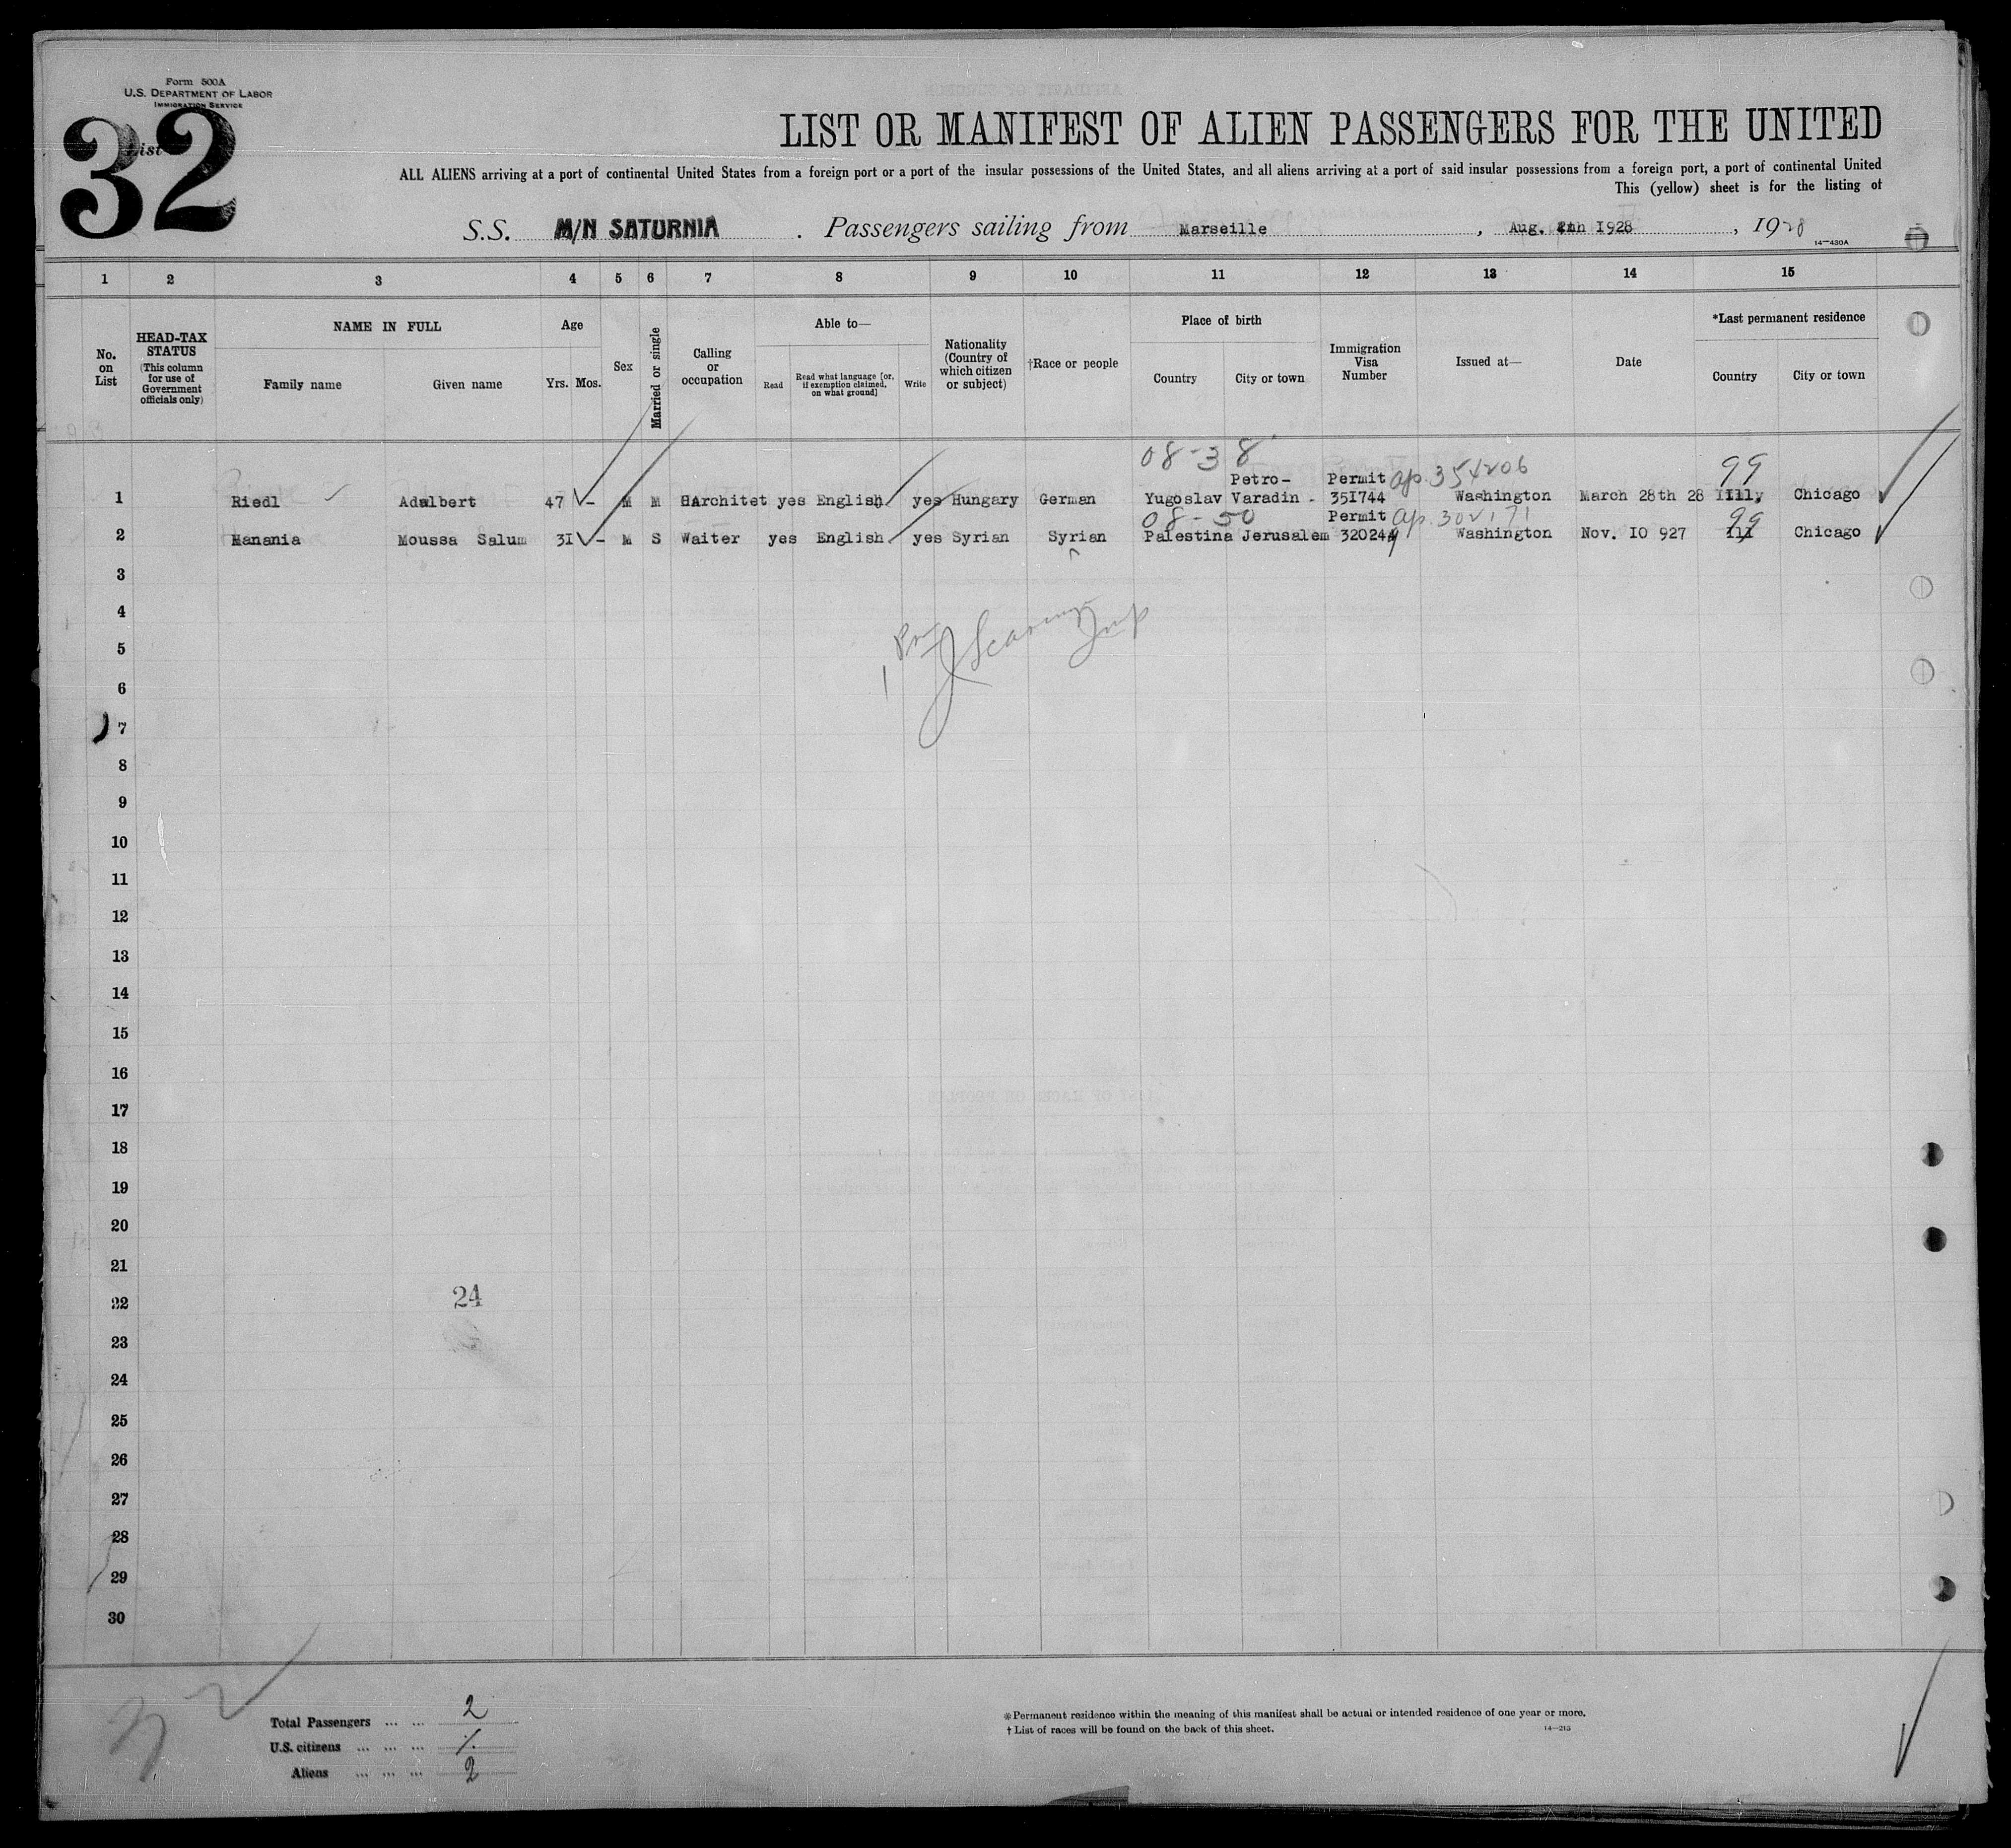 Form 500A
U.S. DEPARTMENT OF LABOR
IMMIGRATION SERVICE
List
32
LIST OR MANIFEST OF ALIEN PASSENGERS FOR THE UNITED
ALL ALIENS arriving at a port of continental United States from a foreign port or a port of the insular possessions of the United States, and all aliens arriving at a port of said insular possessions from a foreign port, a port of continental United
This (yellow) sheet is for the listing of
S.S. M/N SATURNIA . Passengers sailing from Marseille , Aug. 1928 , 1928
14—430A
1 2 3 4 5 6 7 8 9 10 11 12 13 14 15
No. on List
HEAD-TAX STATUS (This column for use of Government officials only)
NAME IN FULL
Family name Given name
Age
Yrs. Mos.
Sex
Married or single
Calling or occupation
Able to—
Read
Read what language [or, if exemption claimed, on what ground]
Write
Nationality (Country of which citizen or subject)
†Race or people
Place of birth
Country City or town
Immigration Visa Number
Issued at—
Date
*Last permanent residence
Country City or town
08-38
Petro- Permit ap. 354206 99
1 Riedl Adalbert 47 - M M Architet yes English yes Hungary German Yugoslav Varadin - 351744 Washington March 28th 28 Ill, Chicago
08-50 Permit ap. 302171 99
2 Hanania Moussa Salum 31 - M S Waiter yes English yes Syrian Syrian Palestina Jerusalem 320244 Washington Nov. 10 927 Ill Chicago
3
4
5
6
7
8
9
10
11
12
13
14
15
16
17
18
19
20
21
22 24
23
24
25
26
27
28
29
30
Total Passengers ... ... 2
U.S. citizens ... ... ... /.
Aliens ... ... ... 2
*Permanent residence within the meaning of this manifest shall be actual or intended residence of one year or more.
† List of races will be found on the back of this sheet. 14—213